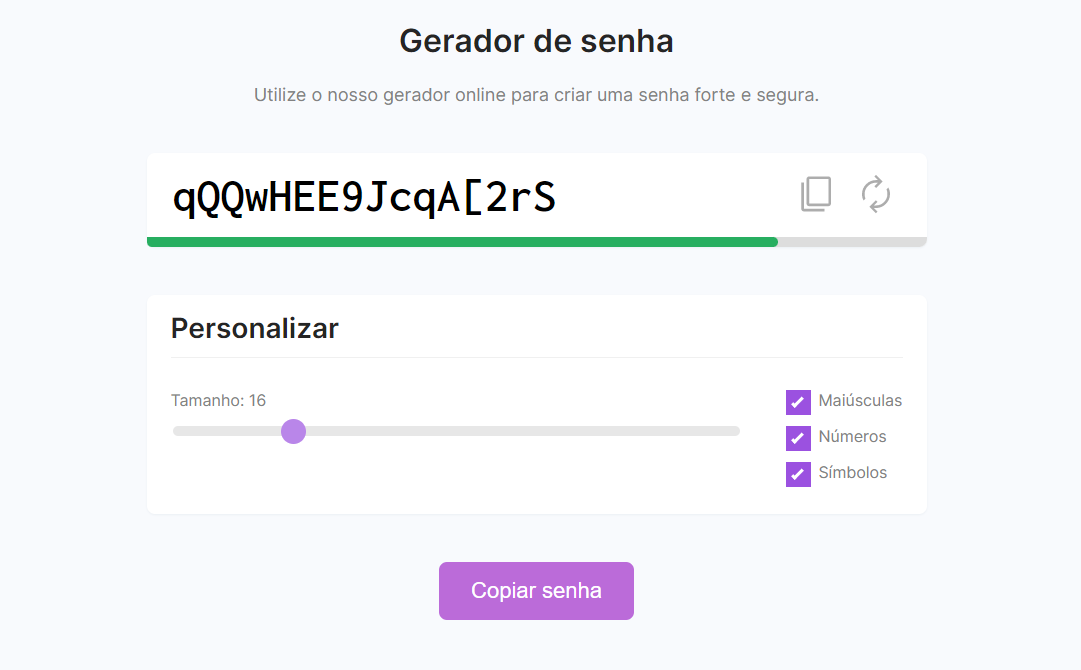 Gerador de senha
Utilize o nosso gerador online para criar uma senha forte e segura.
qQQwHEE9JcqA[2rS
Personalizar
Tamanho: 16
Maiúsculas
Números
Símbolos
Copiar senha